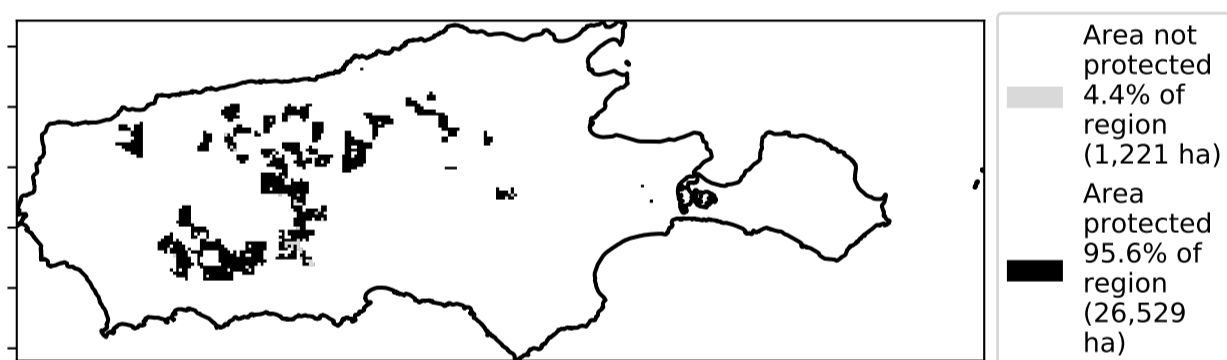 Area not
protected
4.4% of
region
(1,221 ha)
Area
protected
95.6% of
region
(26,529
ha)